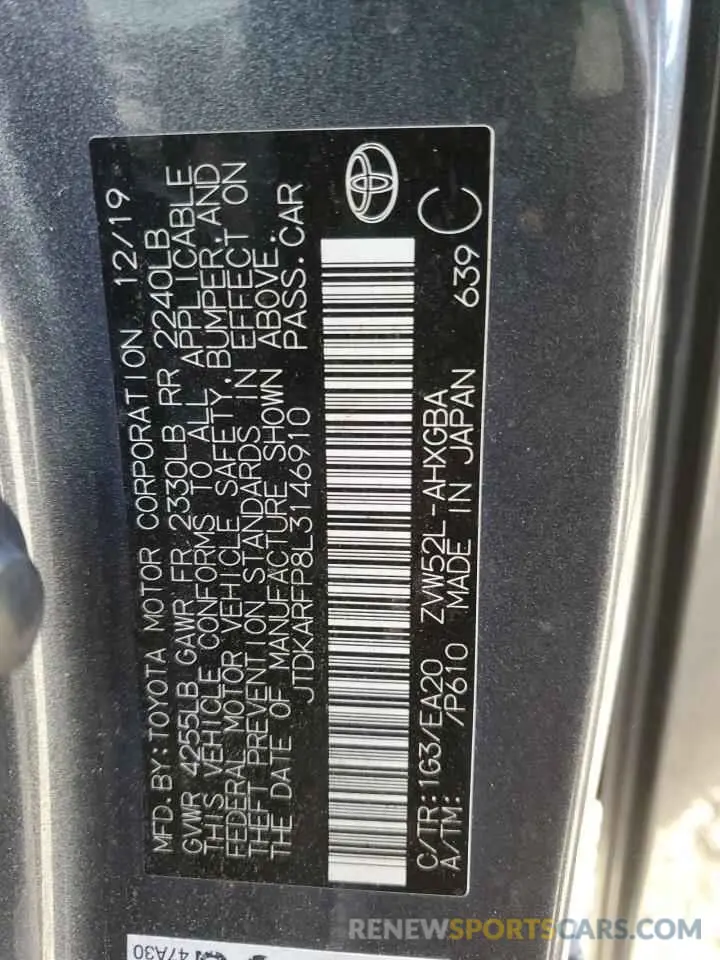 MFD. BY: TOYOTA MOTOR CORPORATION 12/19
GVWR 4255LB GAWR FR 2330LB RR 2240LB
THIS VEHICLE CONFORMS TO ALL APPLICABLE
FEDERAL MOTOR VEHICLE SAFETY, BUMPER, AND
THEFT PREVENTION STANDARDS IN EFFECT ON
THE DATE OF MANUFACTURE SHOWN ABOVE.
JTDKARFP8L3146910 PASS. CAR
C/TR: 1G3/EA20 ZVW52L-AHXGBA 639 C
A/TM: /P610 MADE IN JAPAN
47A30
RENEWSPORTSCARS.COM